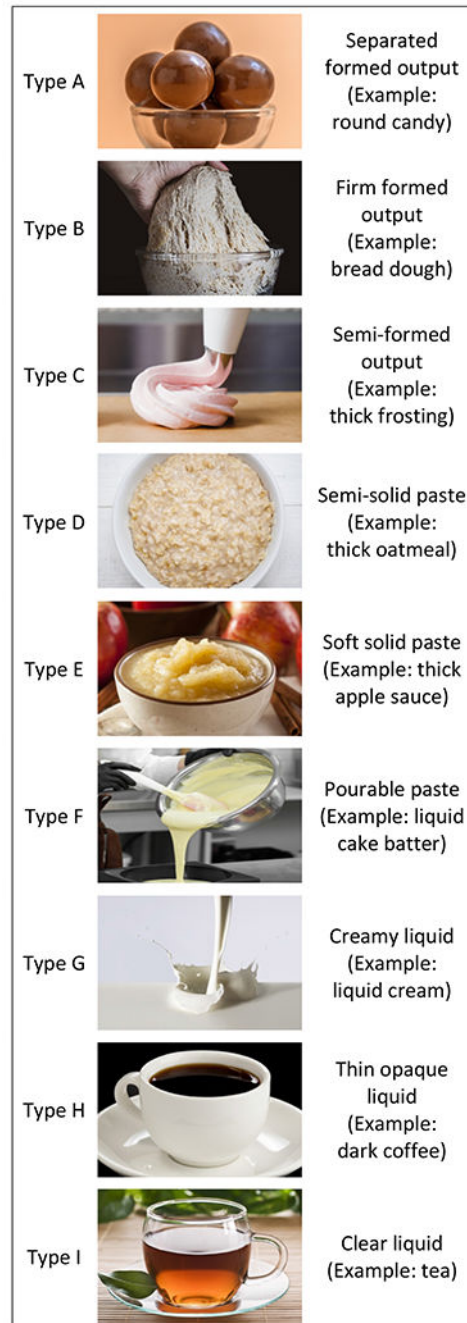 Type A
Separated
formed output
(Example:
round candy)
Type B
Firm formed
output
(Example:
bread dough)
Type C
Semi-formed
output
(Example:
thick frosting)
Type D
Semi-solid paste
(Example:
thick oatmeal)
Type E
Soft solid paste
(Example: thick
apple sauce)
Type F
Pourable paste
(Example: liquid
cake batter)
Type G
Creamy liquid
(Example:
liquid cream)
Type H
Thin opaque
liquid
(Example:
dark coffee)
Type I
Clear liquid
(Example: tea)